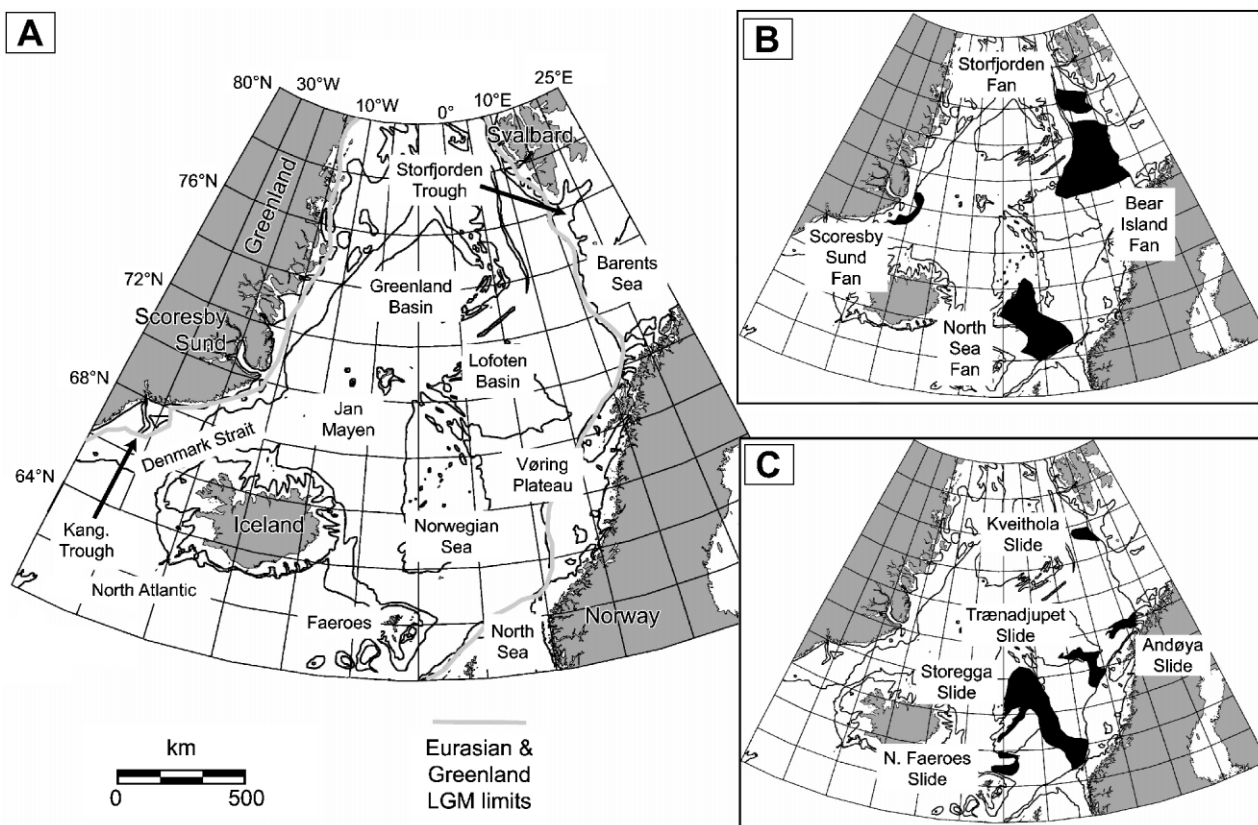 A
80°N
30°W
10°W
0°
10°E
25°E
Svalbard
Storfjorden
Trough
76°N
Greenland
Barents
Sea
Greenland
Basin
72°N
Scoresby
Sund
Lofoten
Basin
68°N
Jan
Mayen
Denmark Strait
Vøring
Plateau
64°N
Iceland
Kang.
Trough
Norwegian
Sea
North Atlantic
Faeroes
North
Sea
Norway
km
0 500
Eurasian &
Greenland
LGM limits
B
Storfjorden
Fan
Scoresby
Sund
Fan
Bear
Island
Fan
North
Sea
Fan
C
Kveithola
Slide
Trænadjupet
Slide
Andøya
Slide
Storegga
Slide
N. Faeroes
Slide